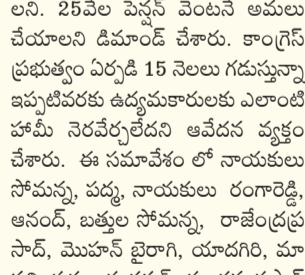 లని. 25వేల పెన్షన్ వెంటనే అమలు
చేయాలని డిమాండ్ చేశారు. కాంగ్రెస్
ప్రభుత్వం ఏర్పడి 15 నెలలు గడుస్తున్నా
ఇప్పటివరకు ఉద్యమకారులకు ఎలాంటి
హామీ నెరవేర్చలేదని ఆవేదన వ్యక్తం
చేశారు. ఈ సమావేశం లో నాయకులు
సోమన్న, పద్మ, నాయకులు రంగారెడ్డి,
ఆనంద్, బత్తుల సోమన్న, రాజేంద్రప్ర
సాద్, మొహన్ బైరాగి, యాదగిరి, మా